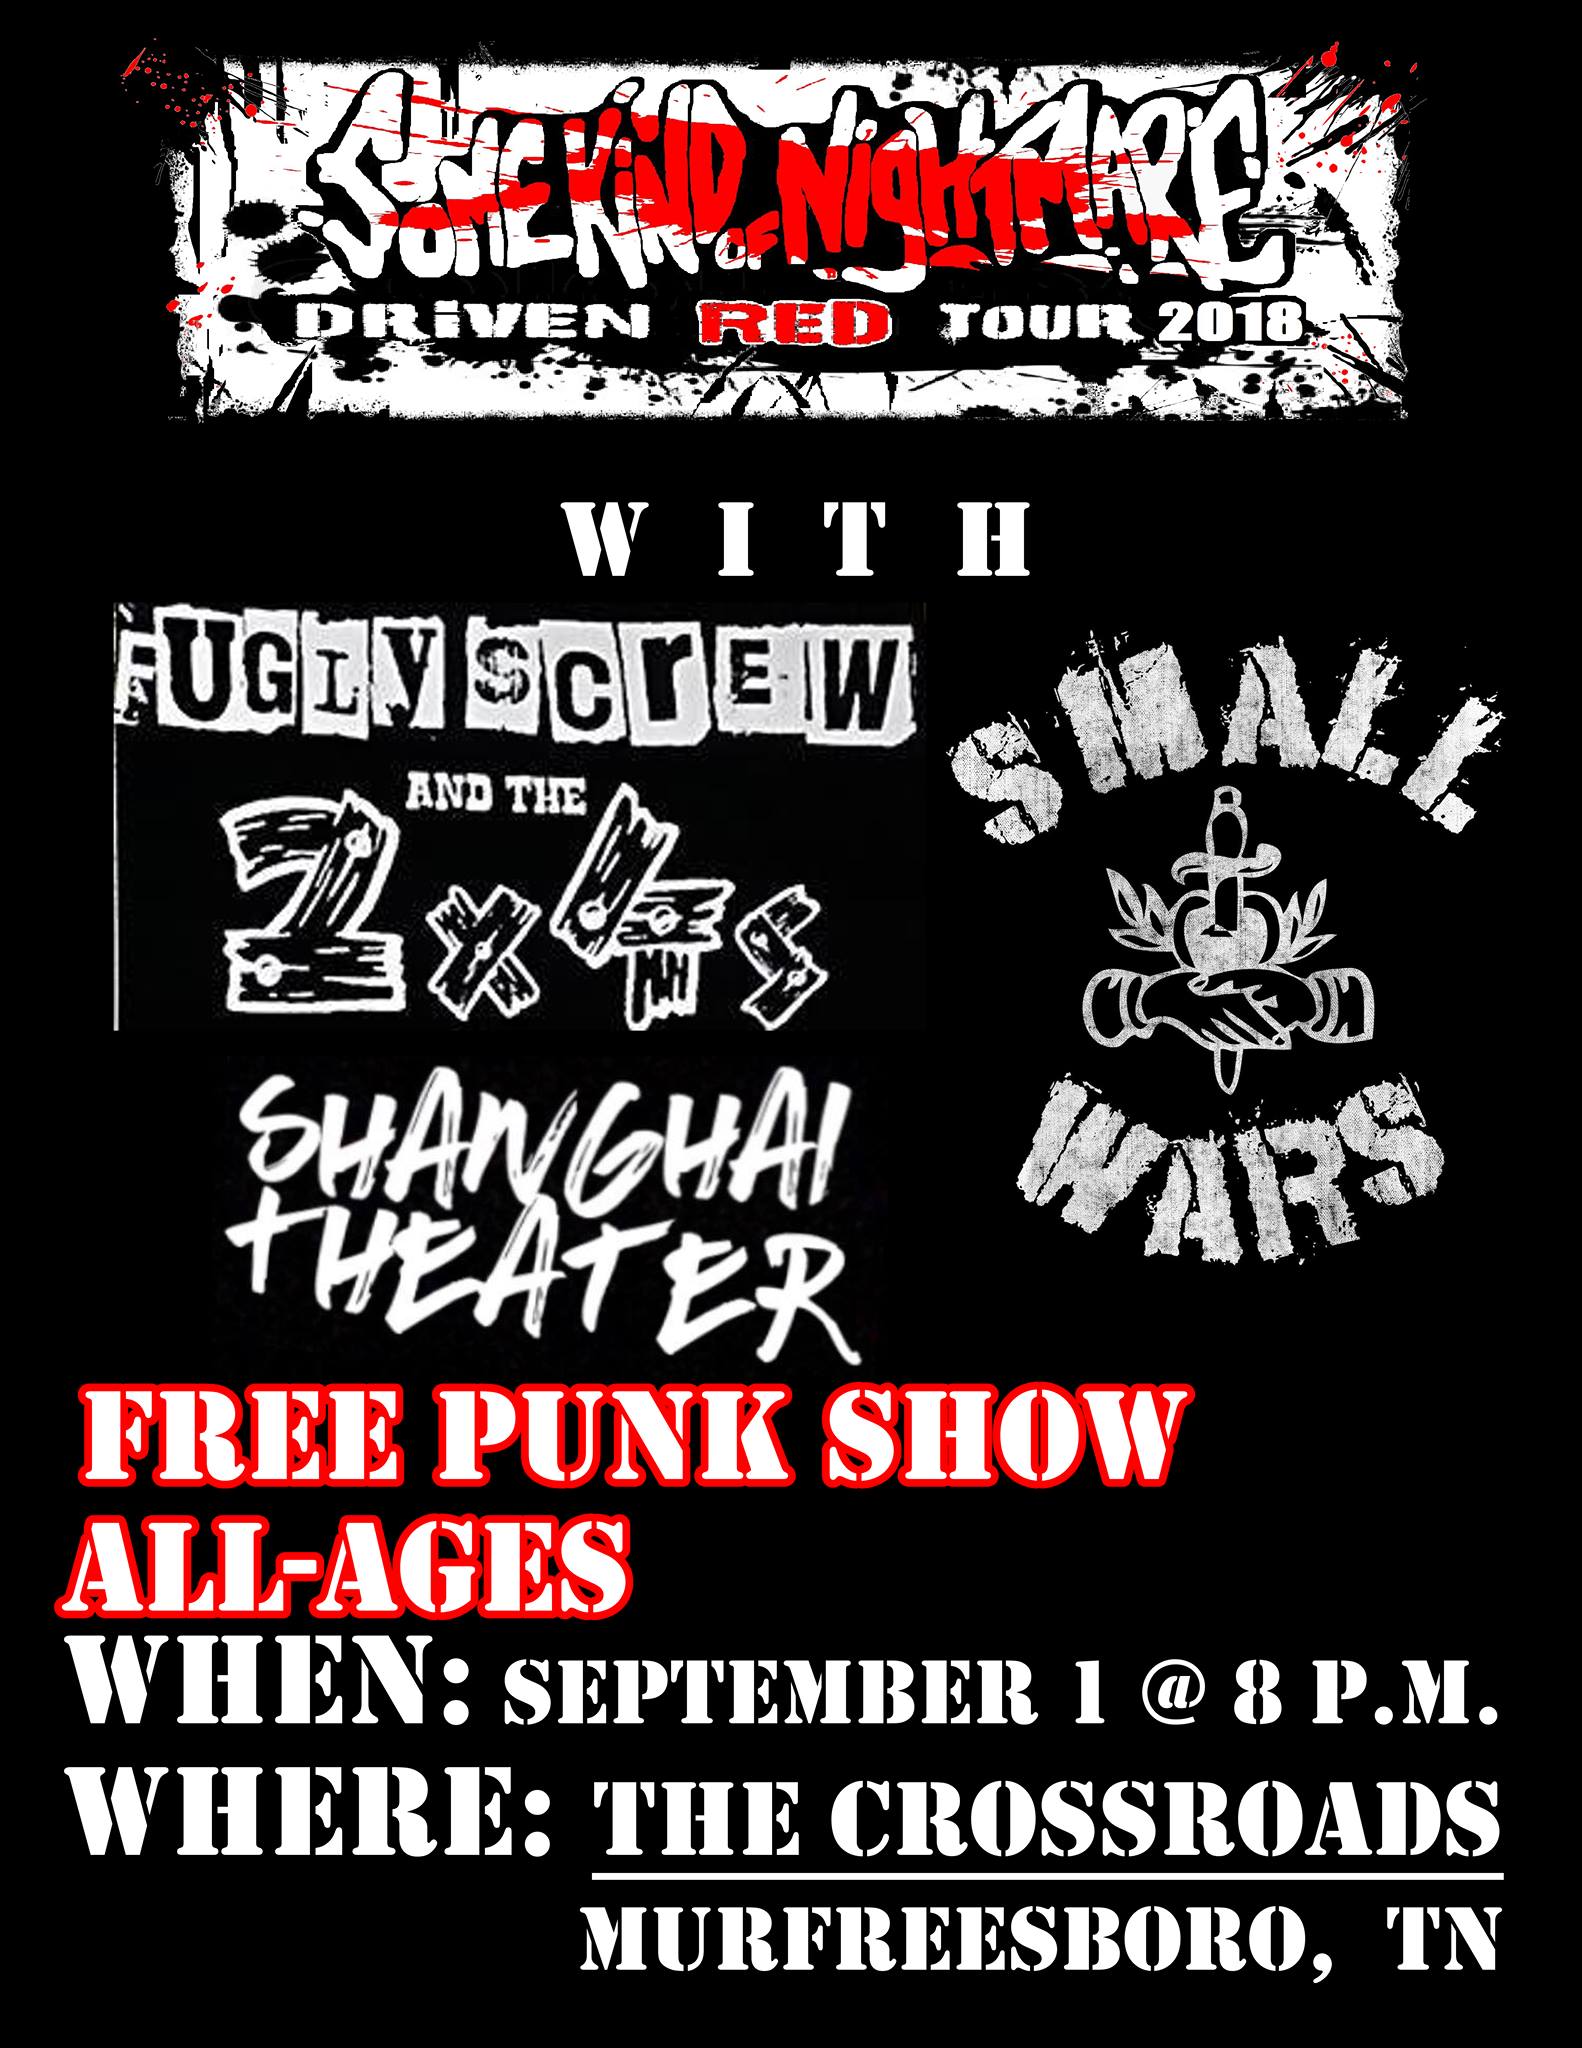 SOME KiND OF NigHTMARE
DRiVEN RED TOUR 2018
WITH
FUGLY SCrEW
AND THE
2x4s
SMALL
WARS
SHANGHAI
THEATER
FREE PUNK SHOW
ALL-AGES
WHEN: SEPTEMBER 1 @ 8 P.M.
WHERE: THE CROSSROADS
MURFREESBORO, TN